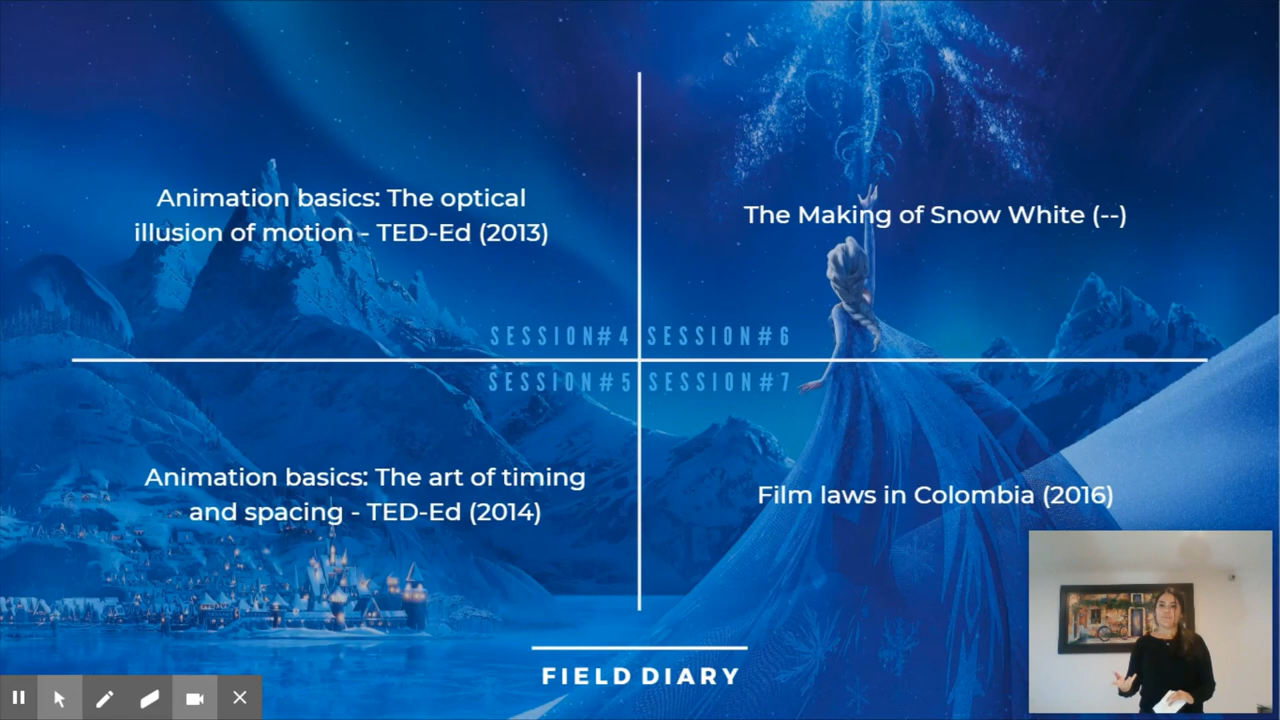 Animation basics: The optical
illusion of motion - TED-Ed (2013)
The Making of Snow White (--)
SESSION#4
SESSION#6
SESSION#5
SESSION#7
Animation basics: The art of timing
and spacing - TED-Ed (2014)
Film laws in Colombia (2016)
FIELD DIARY